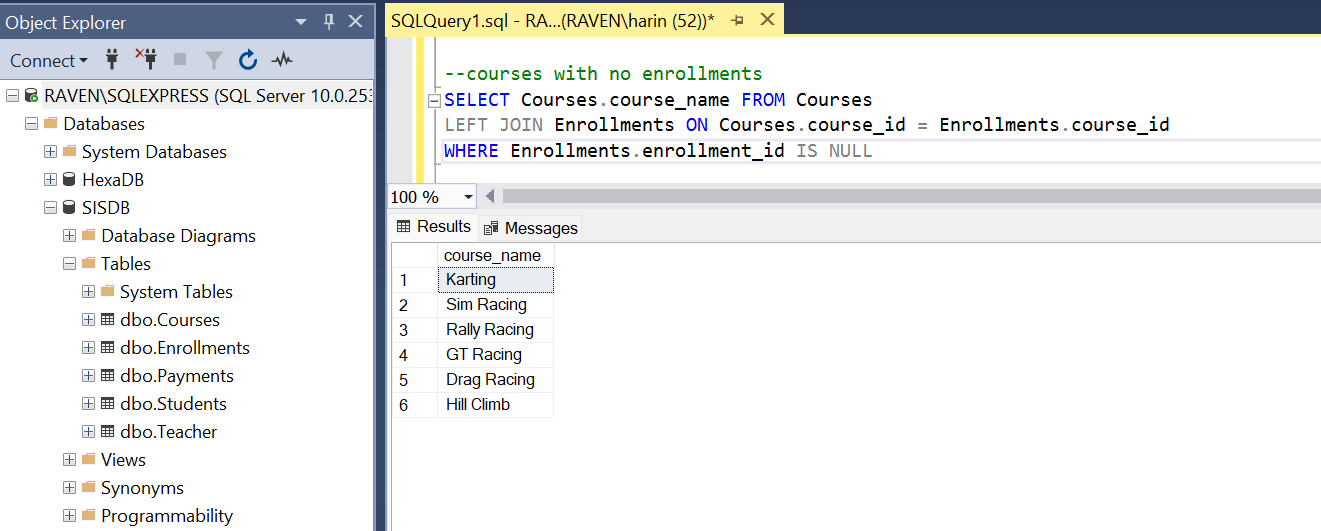 Object Explorer
Connect
RAVEN\SQLEXPRESS (SQL Server 10.0.253
Databases
System Databases
HexaDB
SISDB
Database Diagrams
Tables
System Tables
dbo.Courses
dbo.Enrollments
dbo.Payments
dbo.Students
dbo.Teacher
Views
Synonyms
Programmability
SQLQuery1.sql - RA...(RAVEN\harin (52))*
--courses with no enrollments
SELECT Courses.course_name FROM Courses
LEFT JOIN Enrollments ON Courses.course_id = Enrollments.course_id
WHERE Enrollments.enrollment_id IS NULL
100 %
Results Messages
course_name
1 Karting
2 Sim Racing
3 Rally Racing
4 GT Racing
5 Drag Racing
6 Hill Climb